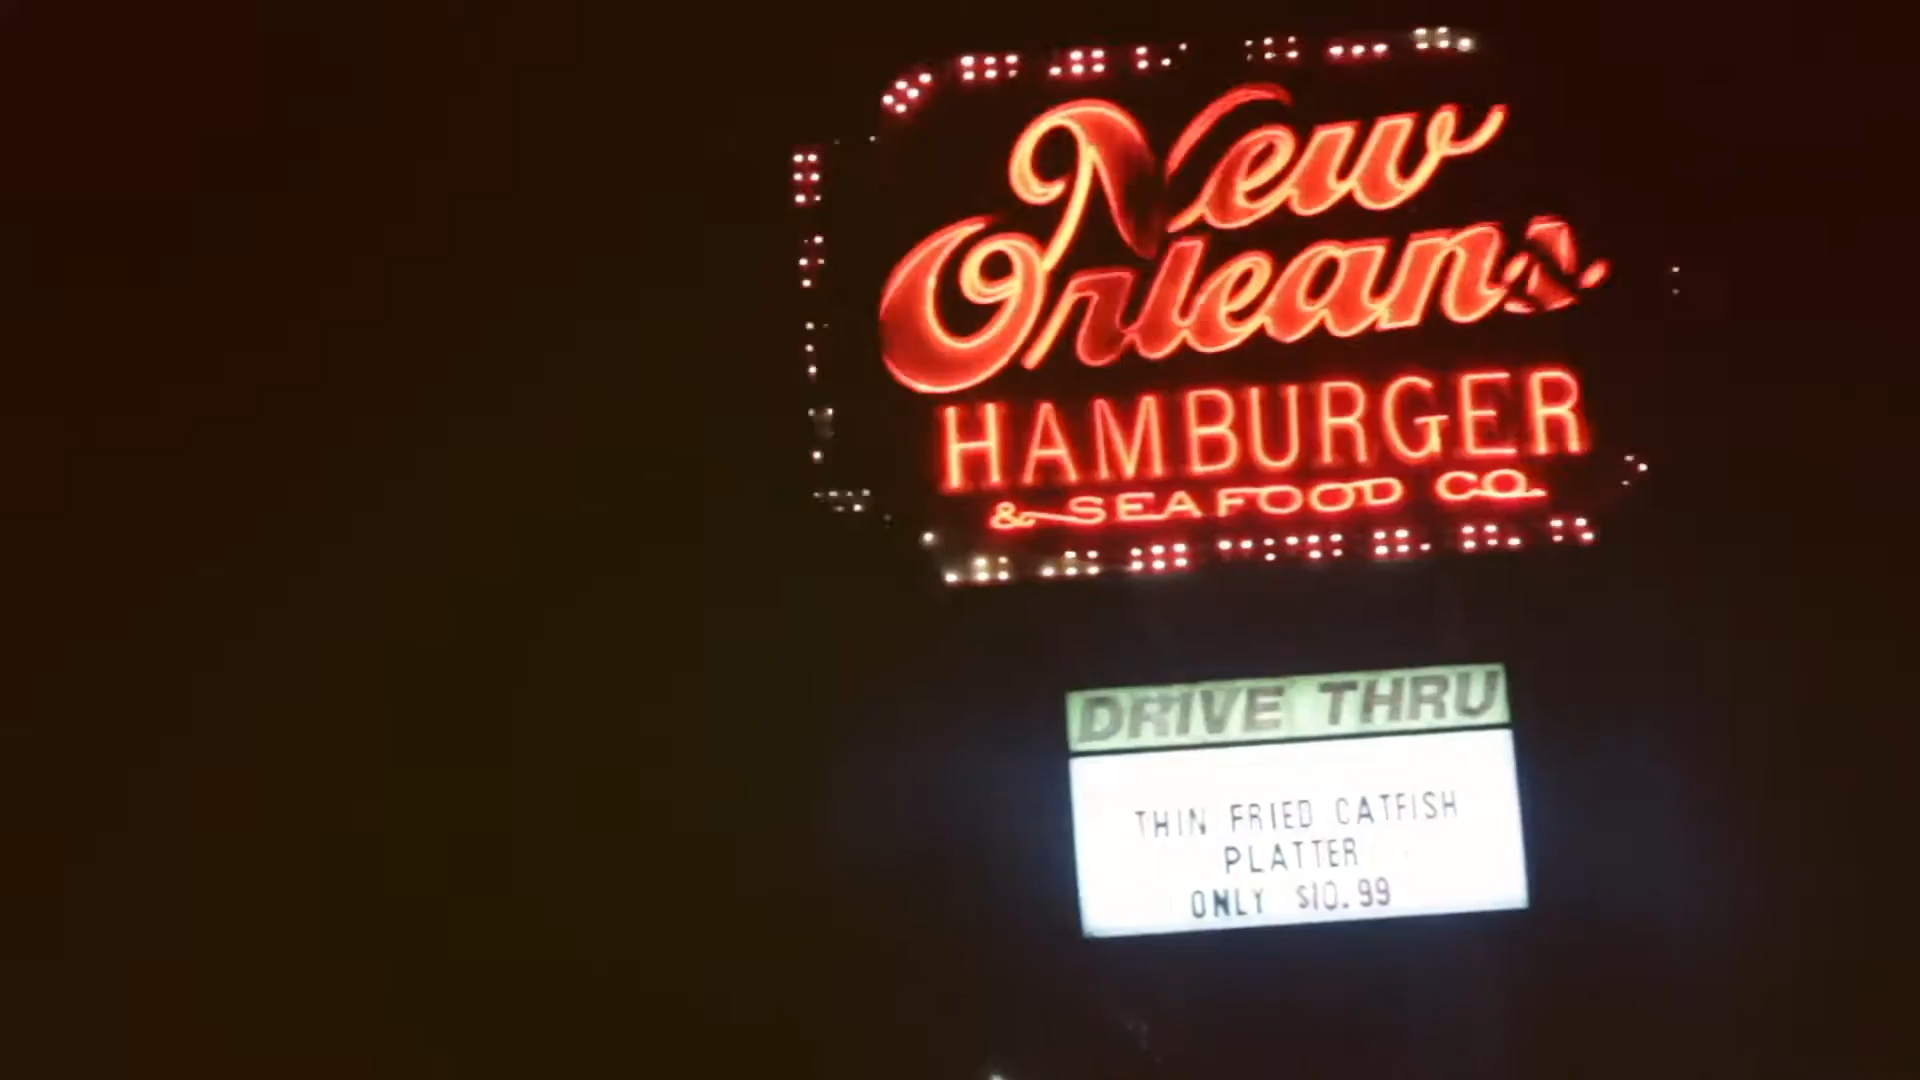 New
Orleans
HAMBURGER
& SEAFOOD CO.
DRIVE THRU
THIN FRIED CATFISH
PLATTER
ONLY $10.99